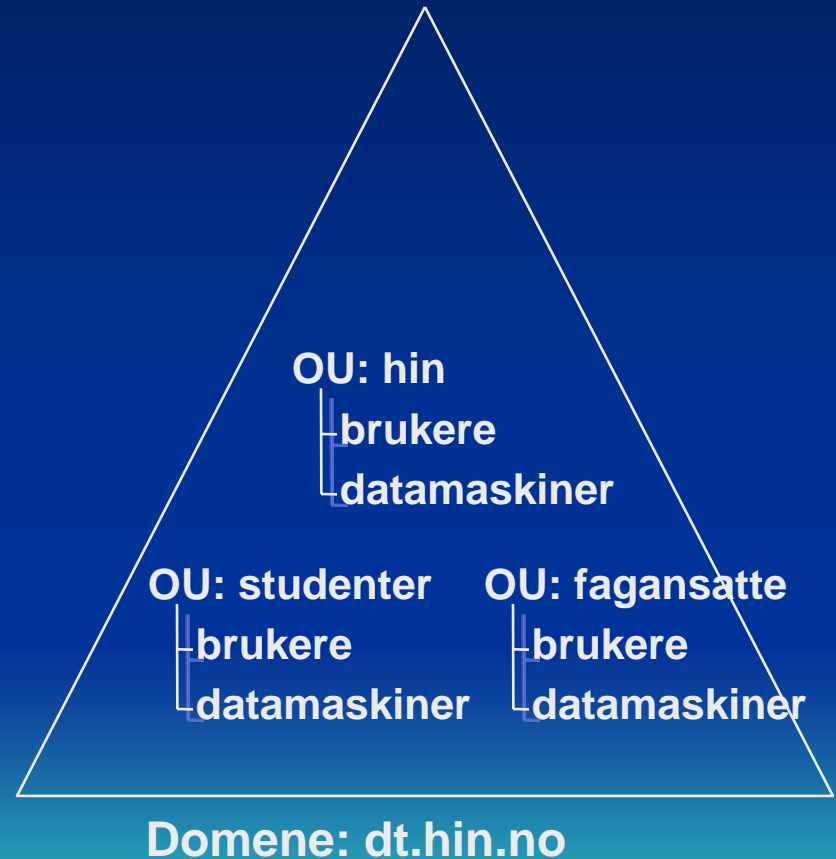 OU: hin
brukere
datamaskiner
OU: studenter
brukere
datamaskiner
OU: fagansatte
brukere
datamaskiner
Domene: dt.hin.no